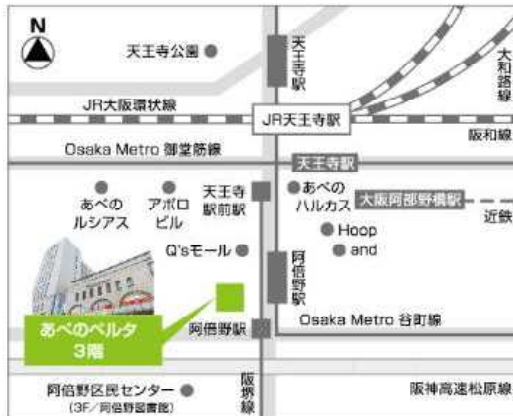 N
天王寺公園
天王寺駅
大和路線
JR大阪環状線
JR天王寺駅
阪和線
Osaka Metro 御堂筋線
天王寺駅
あべの
ルシアス
アポロ
ビル
天王寺
駅前駅
あべの
ハルカス
大阪阿部野橋駅
近鉄
Hoop
and
Q'sモール
阿倍野駅
あべのベルタ
3階
阿倍野駅
Osaka Metro 谷町線
阪堺線
阿倍野区民センター
(3F/阿倍野図書館)
阪神高速松原線